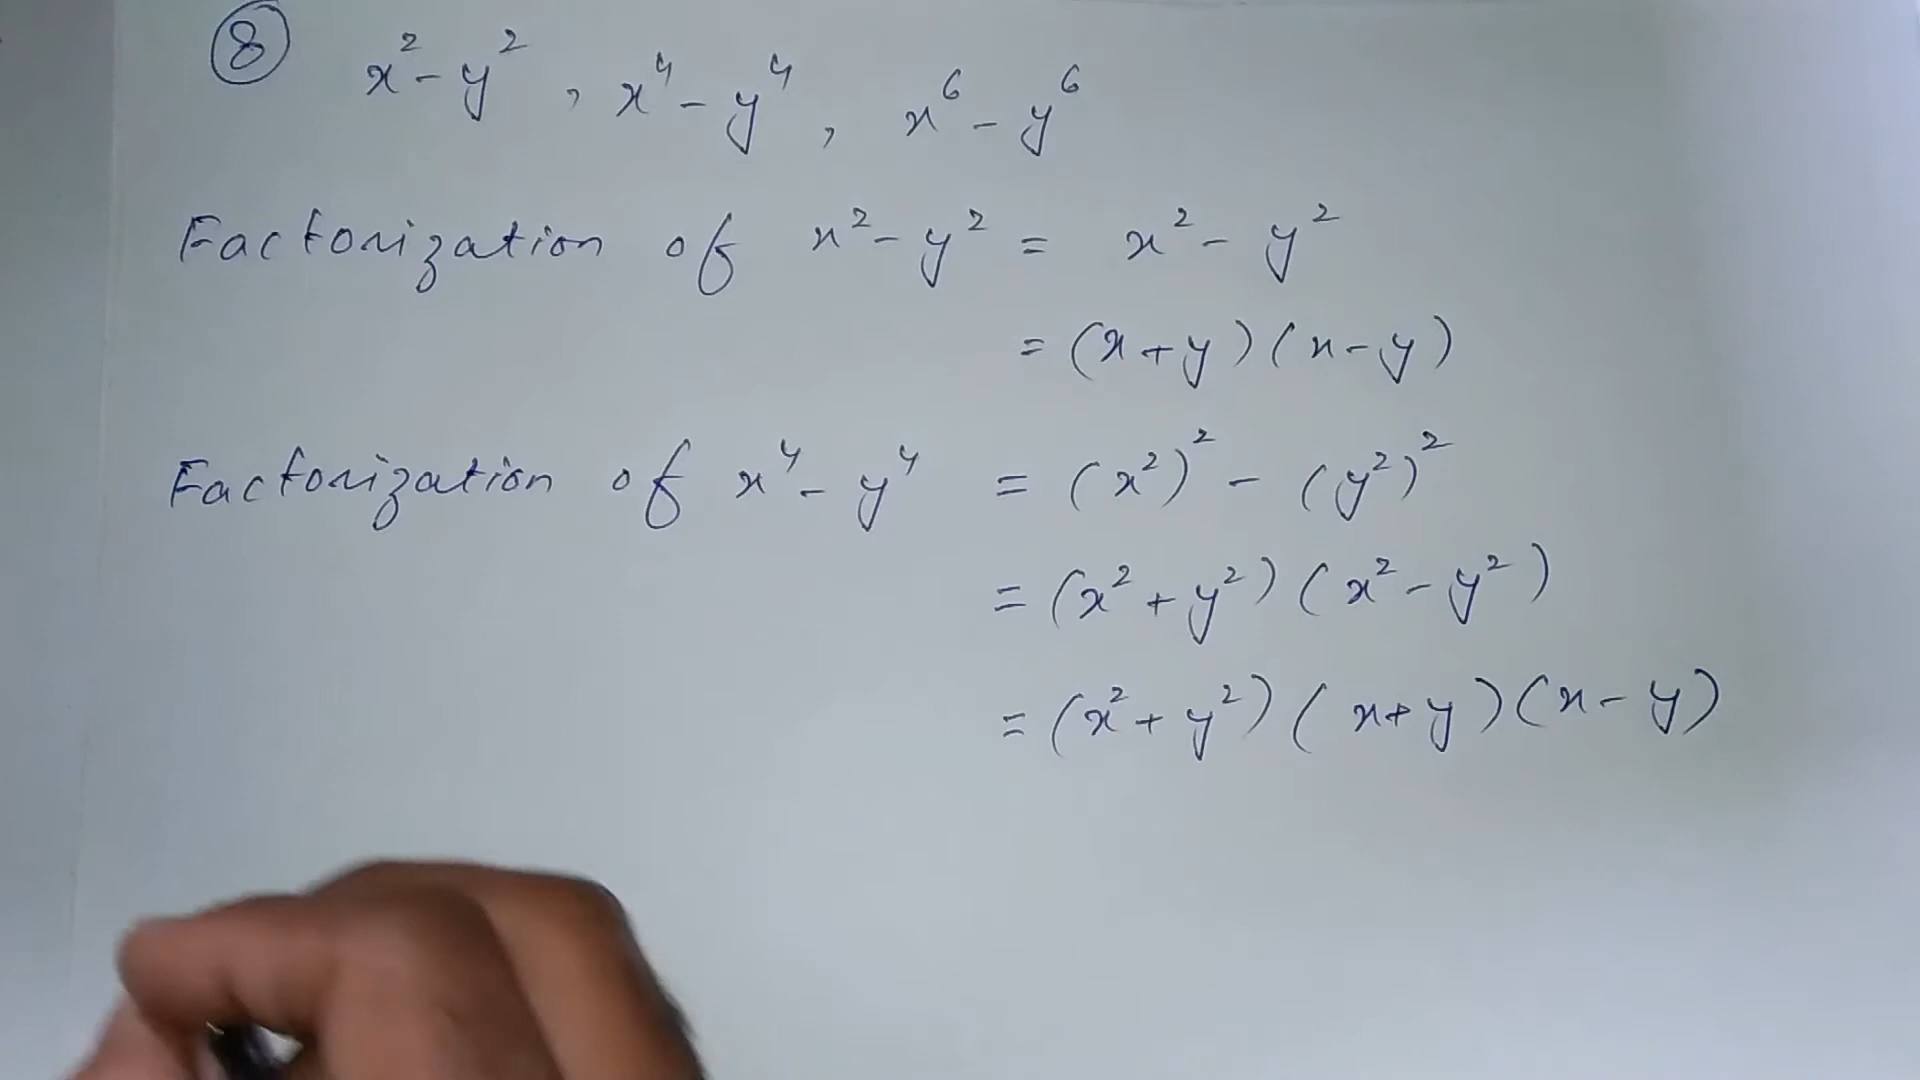 ⑧ x² - y² , x⁴ - y⁴ , x⁶ - y⁶
Factorization of x² - y² = x² - y²
= (x + y) (x - y)
Factorization of x⁴ - y⁴ = (x²)² - (y²)²
= (x² + y²) (x² - y²)
= (x² + y²) (x + y) (x - y)